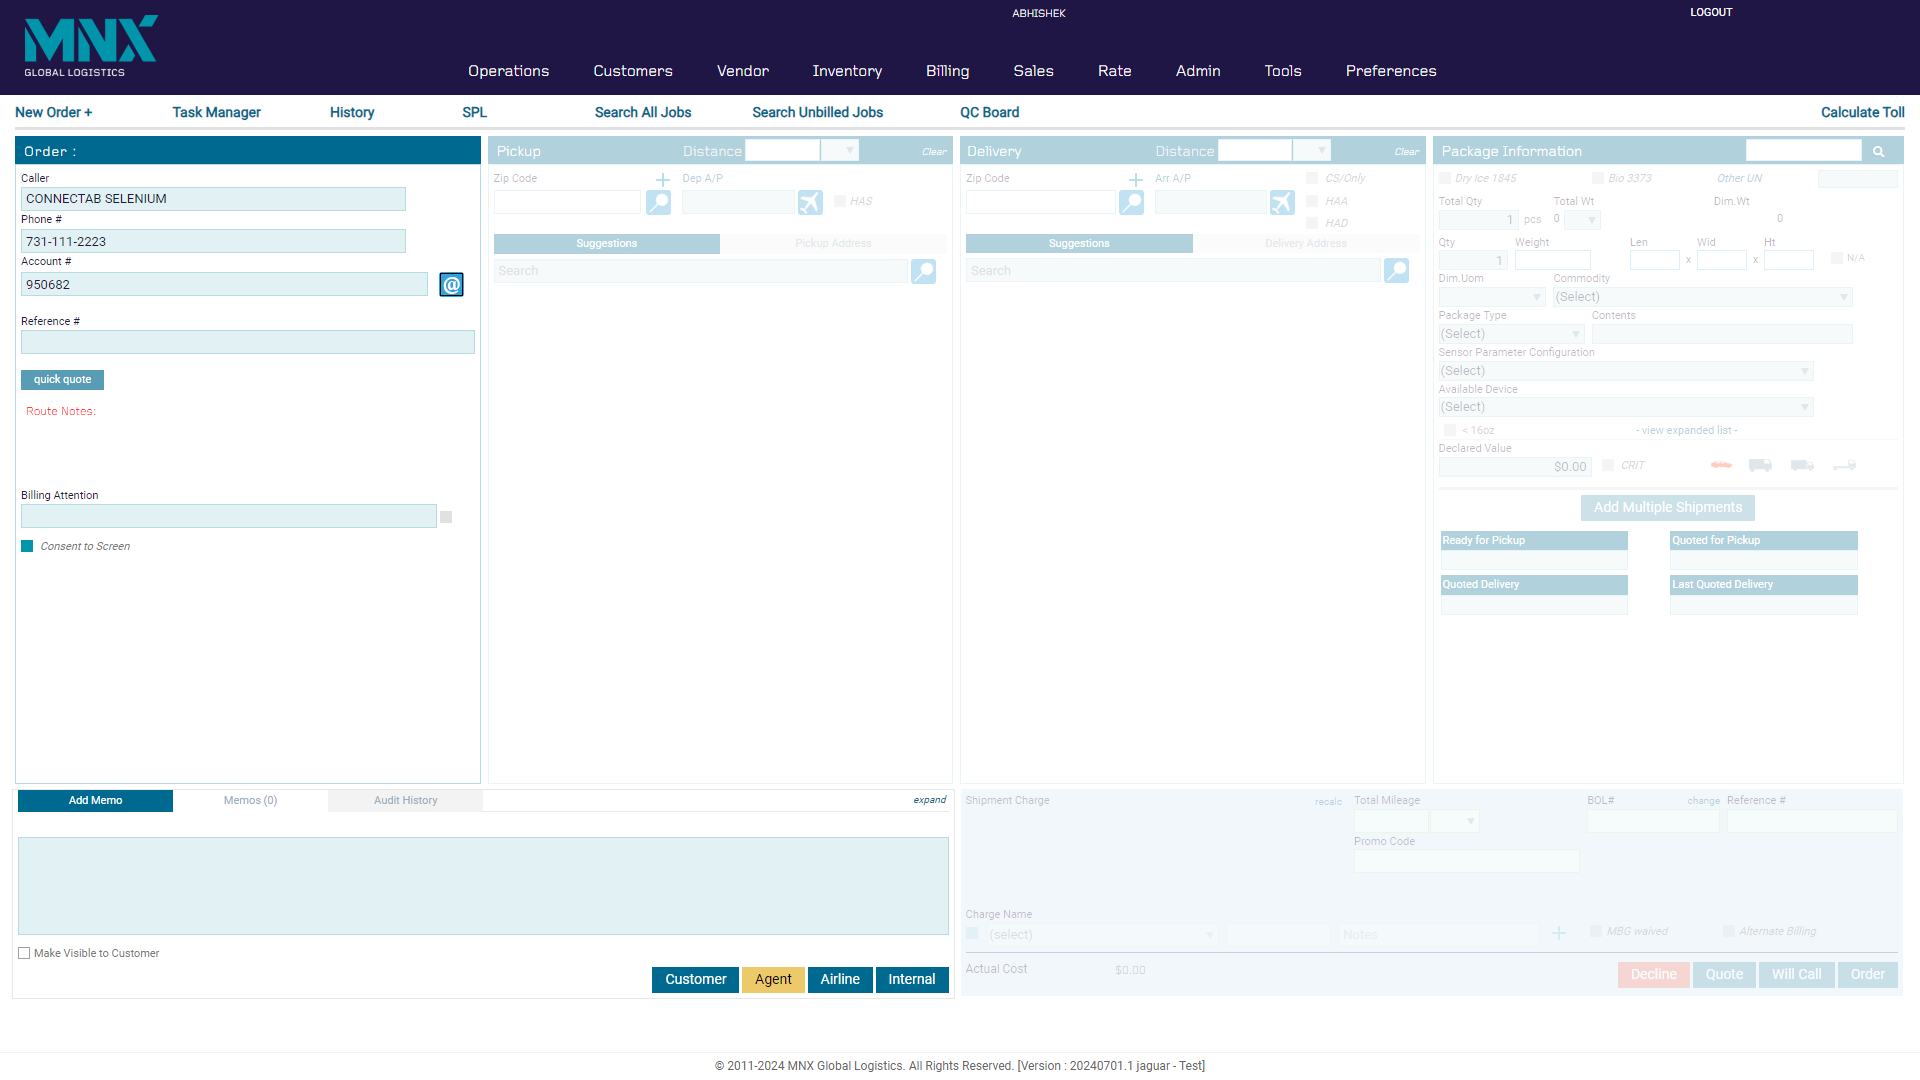 MNX
GLOBAL LOGISTICS
ABHISHEK
LOGOUT
Operations Customers Vendor Inventory Billing Sales Rate Admin Tools Preferences
New Order + Task Manager History SPL Search All Jobs Search Unbilled Jobs QC Board Calculate Toll
Order :
Caller
CONNECTAB SELENIUM
Phone #
731-111-2223
Account #
950682
@
Reference #
quick quote
Route Notes:
Billing Attention
Consent to Screen
Pickup Distance Clear
Zip Code + Dep A/P
HAS
Suggestions Pickup Address
Search
Delivery Distance Clear
Zip Code + Arr A/P CS/Only
HAA
HAD
Suggestions Delivery Address
Search
Package Information
Dry Ice 1845 Bio 3373 Other UN
Total Qty Total Wt Dim.Wt
1 pcs 0 0
Qty Weight Len Wid Ht
1 x x N/A
Dim.Uom Commodity
(Select)
Package Type Contents
(Select)
Sensor Parameter Configuration
(Select)
Available Device
(Select)
< 16oz - view expanded list -
Declared Value
$0.00 CRIT
Add Multiple Shipments
Ready for Pickup Quoted for Pickup
Quoted Delivery Last Quoted Delivery
Add Memo Memos (0) Audit History expand
Make Visible to Customer
Customer Agent Airline Internal
Shipment Charge recalc Total Mileage BOL# change Reference #
Promo Code
Charge Name
(select) Notes + MBG waived Alternate Billing
Actual Cost $0.00
Decline Quote Will Call Order
© 2011-2024 MNX Global Logistics. All Rights Reserved. [Version : 20240701.1 jaguar - Test]